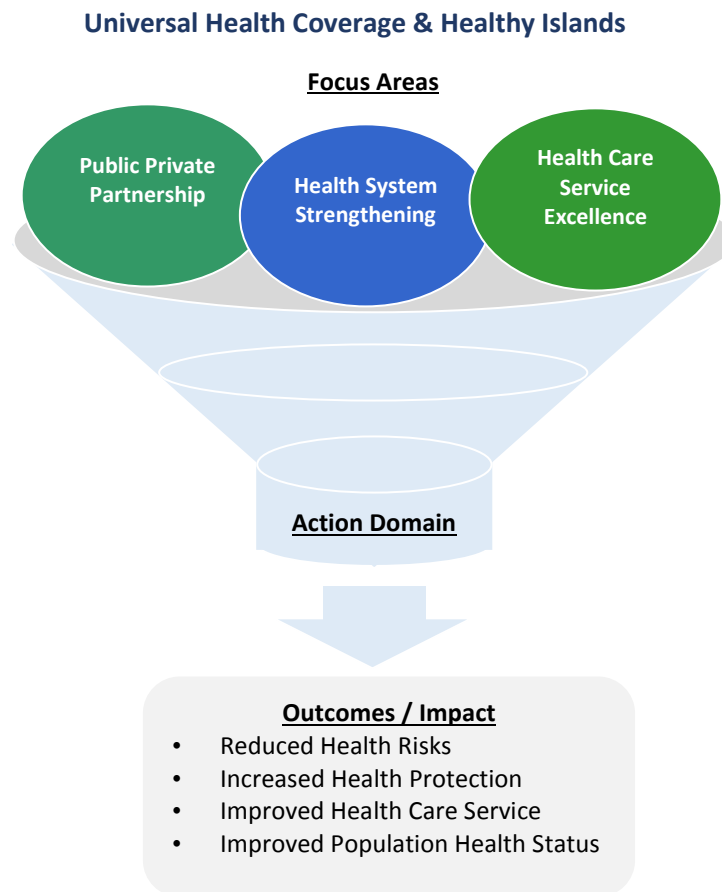 Universal Health Coverage & Healthy Islands
Focus Areas
Public Private
Partnership
Health System
Strengthening
Health Care
Service
Excellence
Action Domain
Outcomes / Impact
• Reduced Health Risks
• Increased Health Protection
• Improved Health Care Service
• Improved Population Health Status